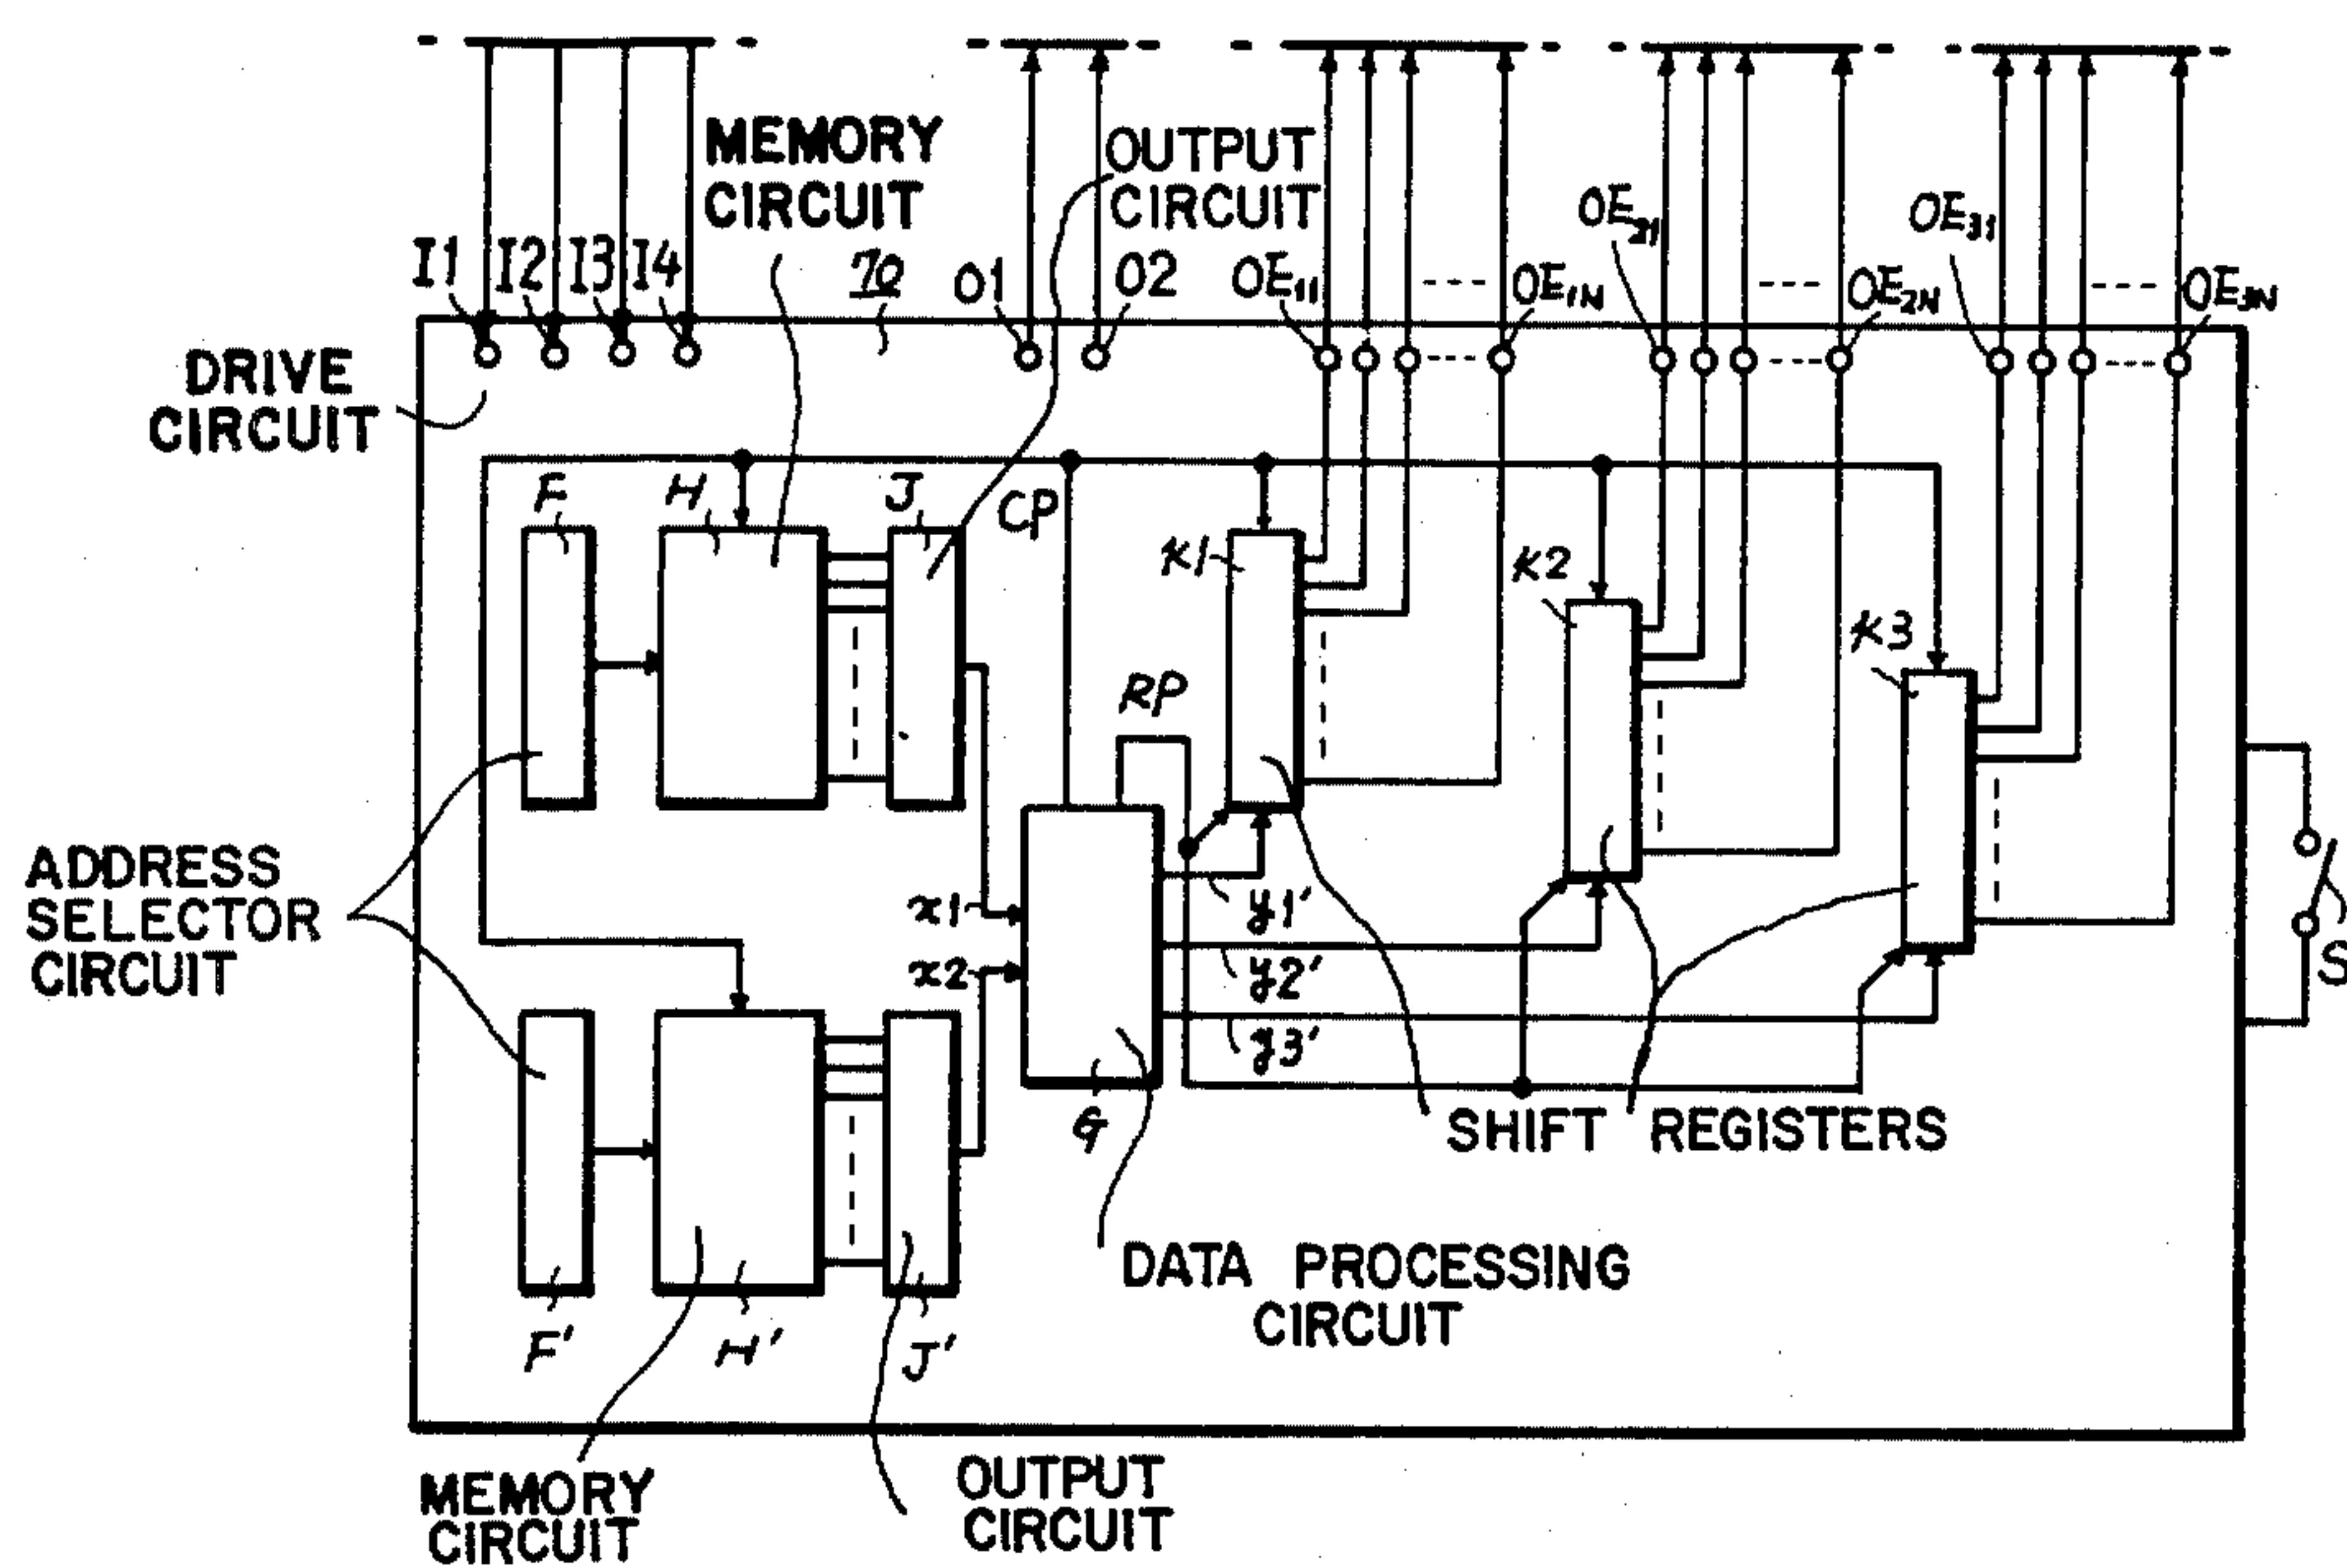 MEMORY
CIRCUIT
OUTPUT
CIRCUIT
I1 I2 I3 I4
70
O1
O2
OE11
OE1N
OE21
OE2N
OE31
OE3N
DRIVE
CIRCUIT
F
H
J
CP
K1
K2
K3
RP
ADDRESS
SELECTOR
CIRCUIT
x1
x2
y1'
y2'
y3'
S
G
SHIFT REGISTERS
DATA PROCESSING
CIRCUIT
F'
H'
J'
MEMORY
CIRCUIT
OUTPUT
CIRCUIT